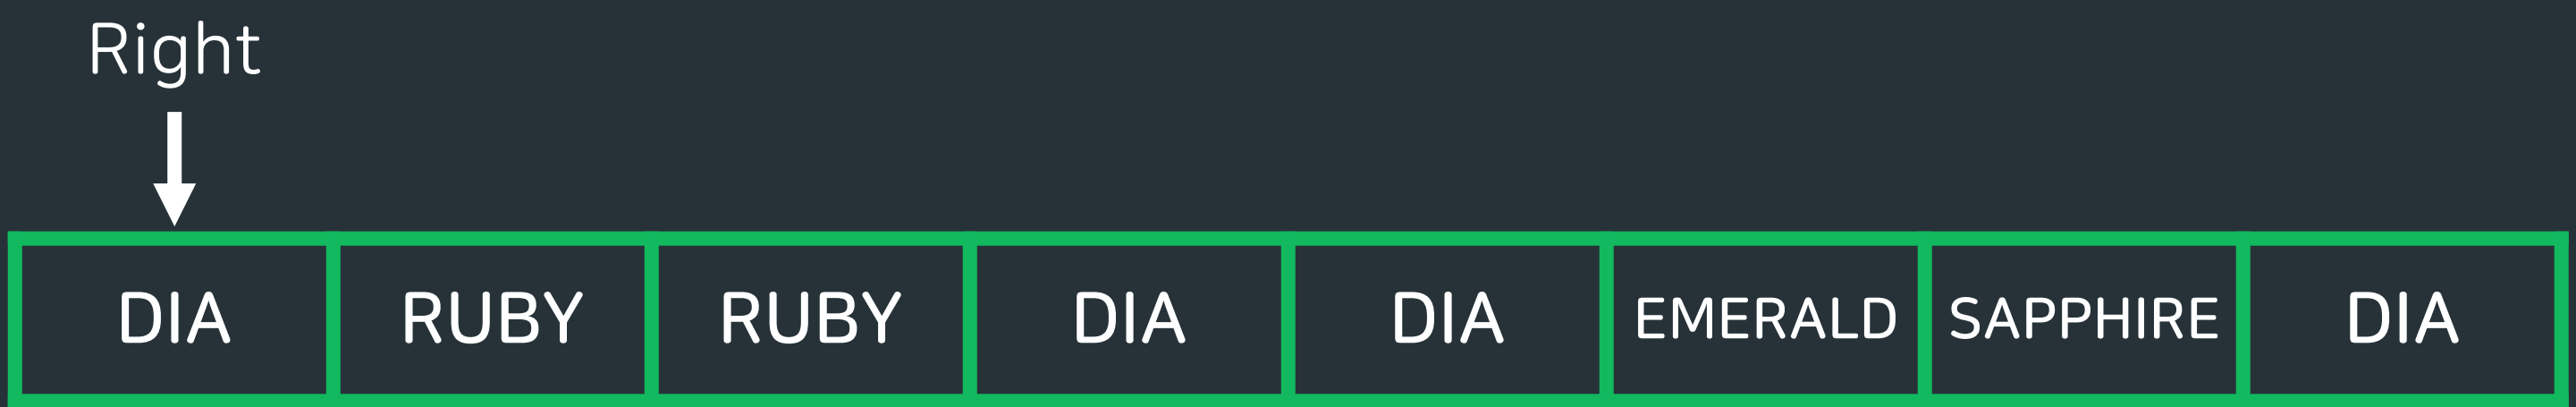 Right
DIA RUBY RUBY DIA DIA EMERALD SAPPHIRE DIA